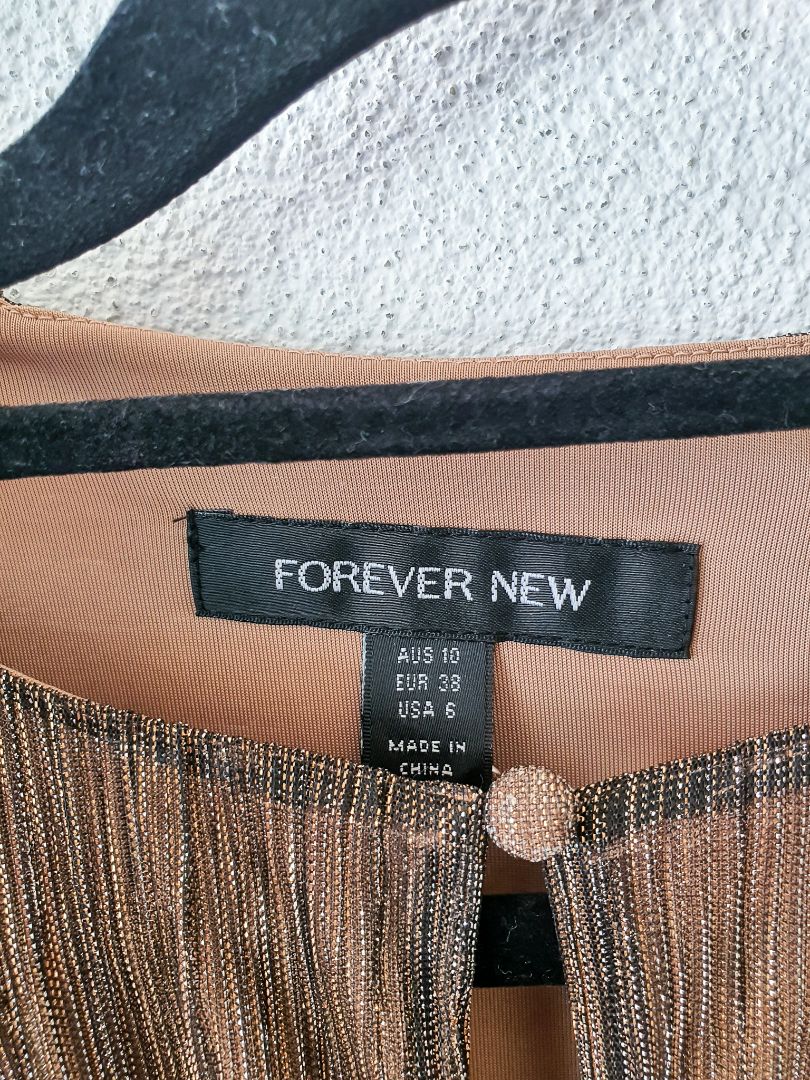 FOREVER NEW
AUS 10
EUR 38
USA 6
MADE IN
CHINA